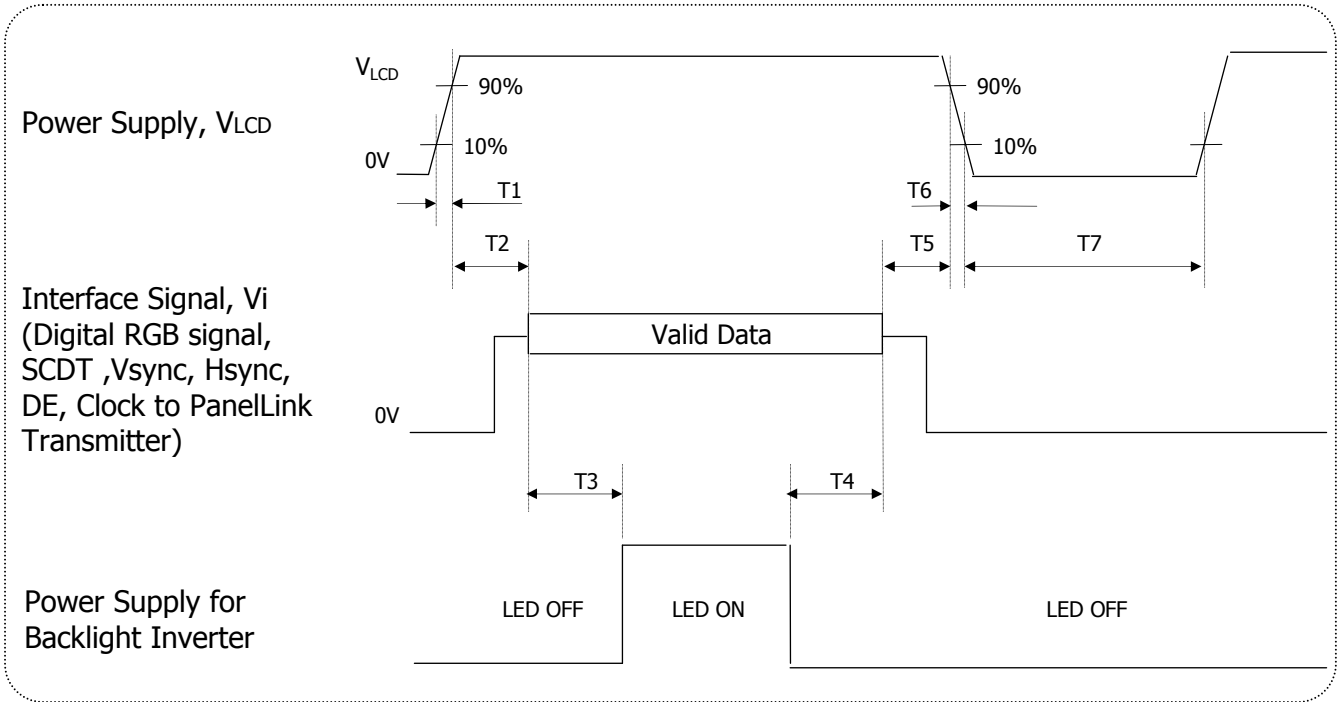 VLCD
90%
90%
Power Supply, VLCD
10%
10%
0V
T1
T6
T2
T5
T7
Interface Signal, Vi
(Digital RGB signal,
SCDT ,Vsync, Hsync,
DE, Clock to PanelLink
Transmitter)
Valid Data
0V
T3
T4
Power Supply for
Backlight Inverter
LED OFF
LED ON
LED OFF